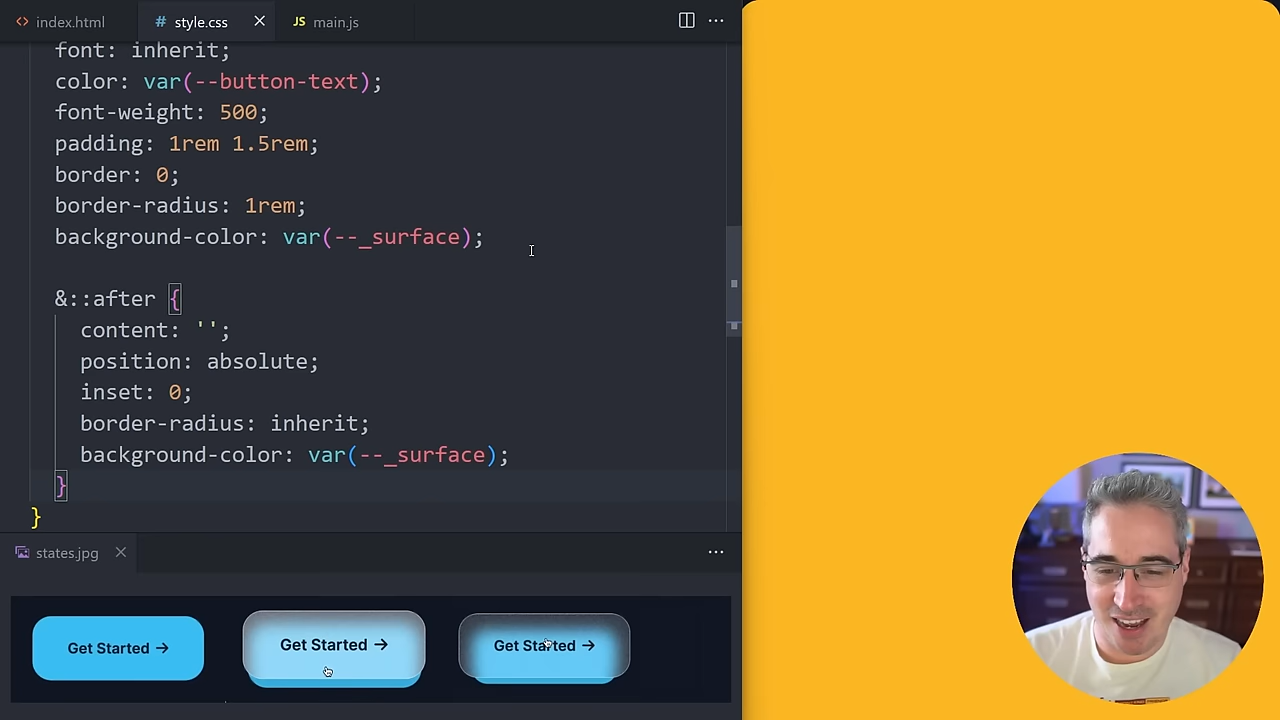 <> index.html
# style.css
JS main.js
font: inherit;
color: var(--button-text);
font-weight: 500;
padding: 1rem 1.5rem;
border: 0;
border-radius: 1rem;
background-color: var(--_surface);
&::after {
content: '';
position: absolute;
inset: 0;
border-radius: inherit;
background-color: var(--_surface);
}
}
states.jpg
Get Started →
Get Started →
Get Started →